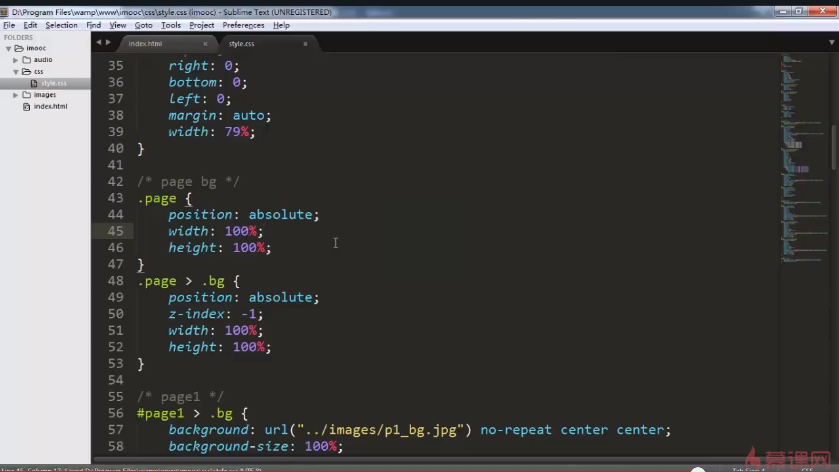 D:\Program Files\wamp\www\imooc\css\style.css (imooc) - Sublime Text (UNREGISTERED)
File Edit Selection Find View Goto Tools Project Preferences Help
FOLDERS
imooc
audio
css
style.css
images
index.html
index.html
style.css
35 right: 0;
36 bottom: 0;
37 left: 0;
38 margin: auto;
39 width: 79%;
40 }
41
42 /* page bg */
43 .page {
44 position: absolute;
45 width: 100%;
46 height: 100%;
47 }
48 .page > .bg {
49 position: absolute;
50 z-index: -1;
51 width: 100%;
52 height: 100%;
53 }
54
55 /* page1 */
56 #page1 > .bg {
57 background: url("../images/p1_bg.jpg") no-repeat center center;
58 background-size: 100%;
慕课网